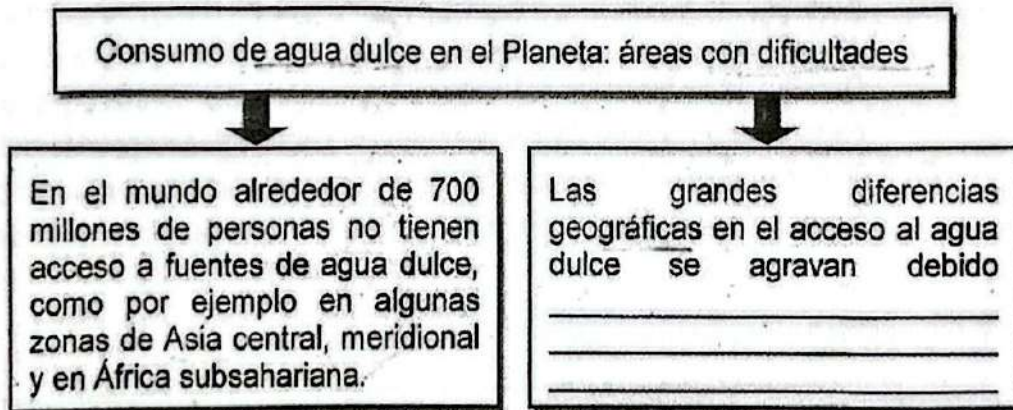 Consumo de agua dulce en el Planeta: áreas con dificultades
En el mundo alrededor de 700
millones de personas no tienen
acceso a fuentes de agua dulce,
como por ejemplo en algunas
zonas de Asia central, meridional
y en África subsahariana.
Las grandes diferencias
geográficas en el acceso al agua
dulce se agravan debido